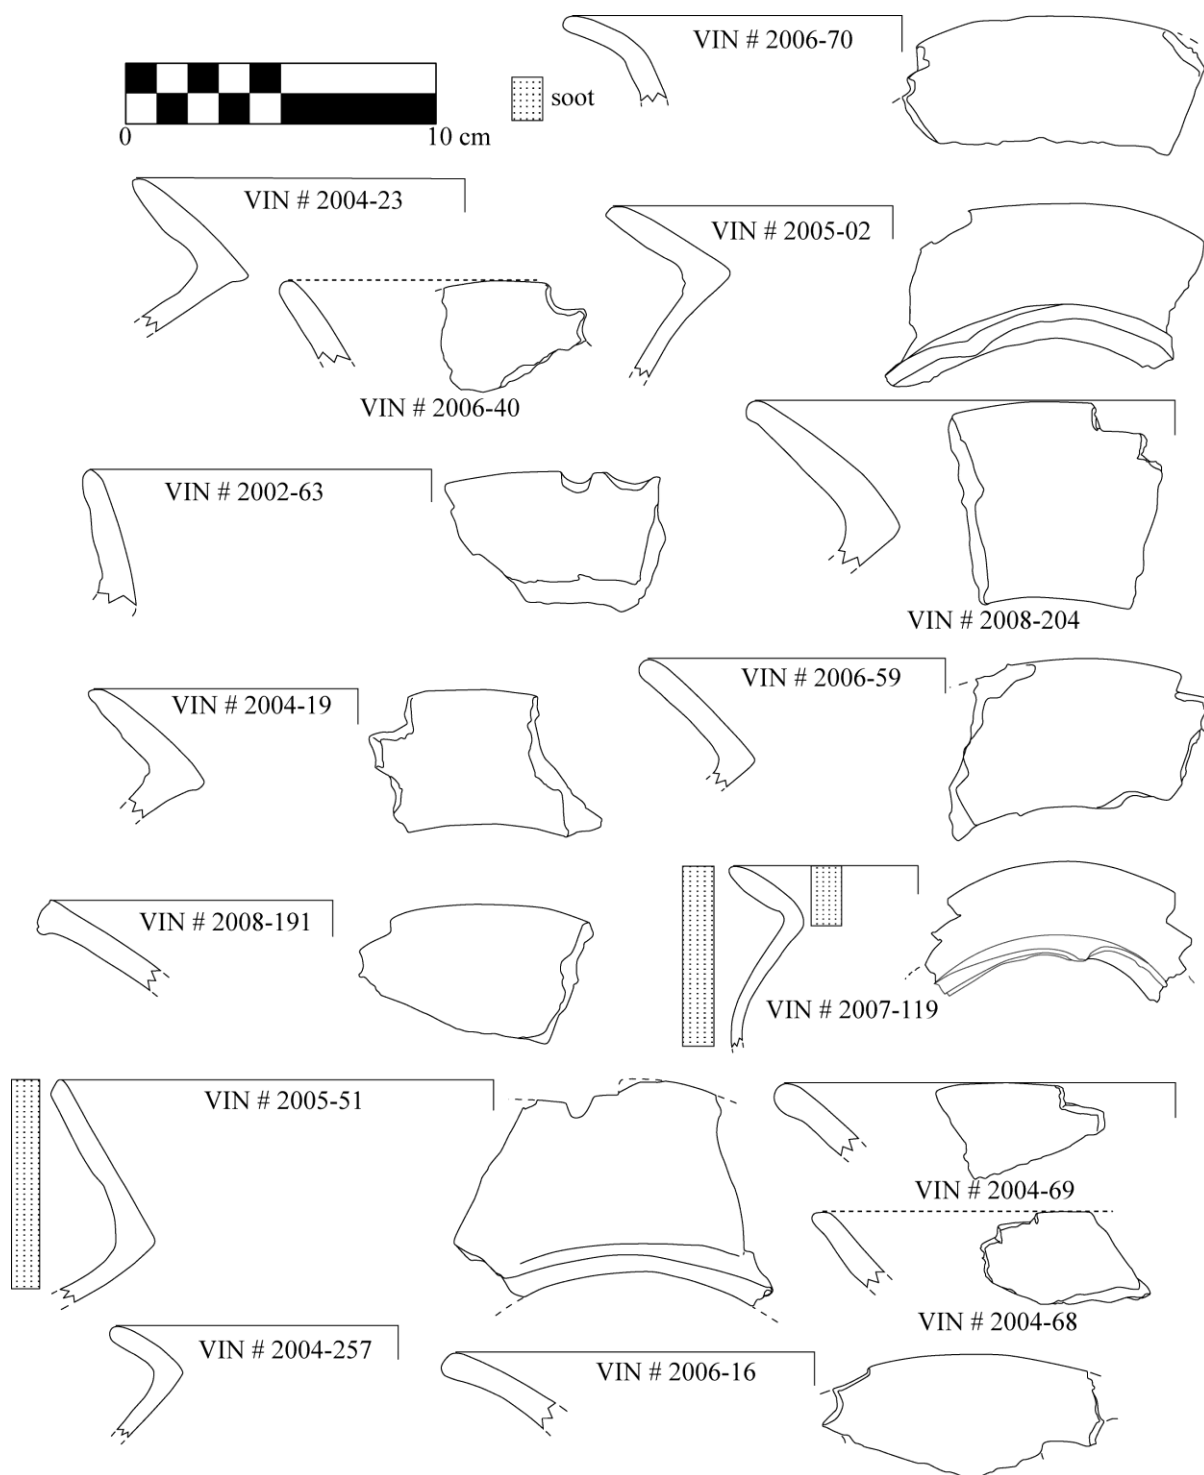 VIN # 2006-70
soot
0 10 cm
VIN # 2004-23
VIN # 2005-02
VIN # 2006-40
VIN # 2002-63
VIN # 2008-204
VIN # 2006-59
VIN # 2004-19
VIN # 2008-191
VIN # 2007-119
VIN # 2005-51
VIN # 2004-69
VIN # 2004-68
VIN # 2004-257
VIN # 2006-16